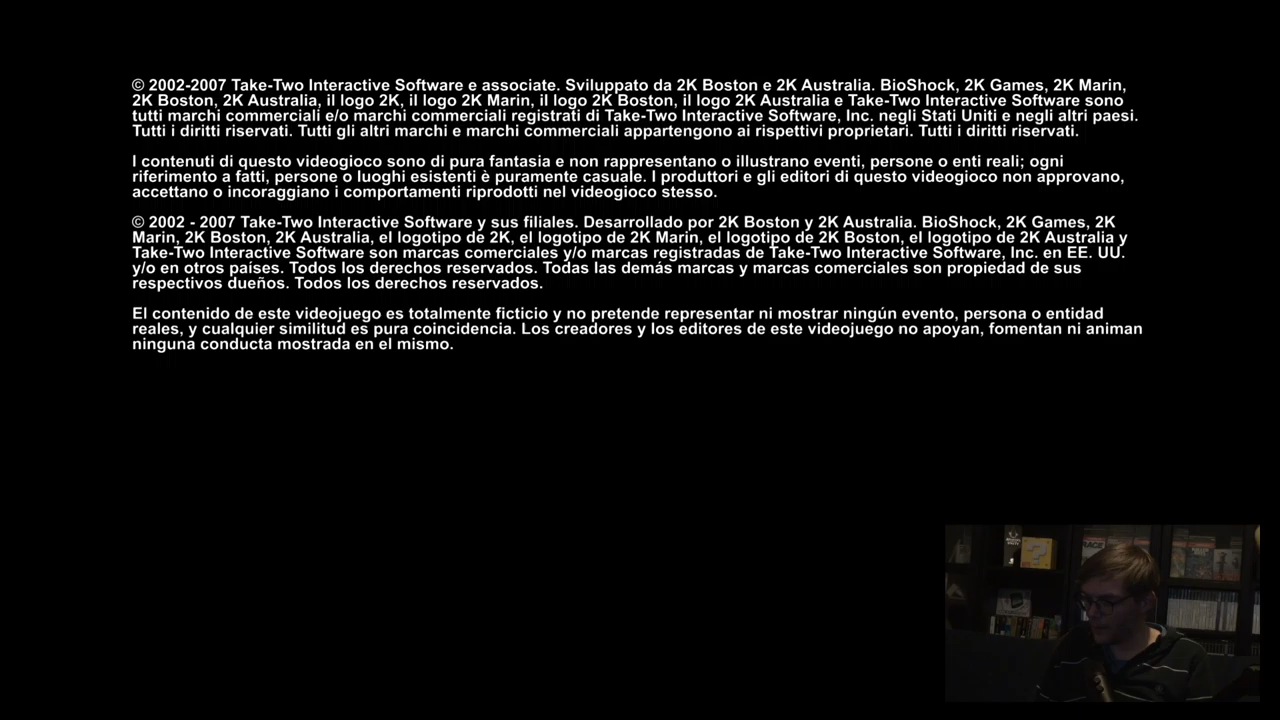 © 2002-2007 Take-Two Interactive Software e associate. Sviluppato da 2K Boston e 2K Australia. BioShock, 2K Games, 2K Marin,
2K Boston, 2K Australia, il logo 2K, il logo 2K Marin, il logo 2K Boston, il logo 2K Australia e Take-Two Interactive Software sono
tutti marchi commerciali e/o marchi commerciali registrati di Take-Two Interactive Software, Inc. negli Stati Uniti e negli altri paesi.
Tutti i diritti riservati. Tutti gli altri marchi e marchi commerciali appartengono ai rispettivi proprietari. Tutti i diritti riservati.
I contenuti di questo videogioco sono di pura fantasia e non rappresentano o illustrano eventi, persone o enti reali; ogni
riferimento a fatti, persone o luoghi esistenti è puramente casuale. I produttori e gli editori di questo videogioco non approvano,
accettano o incoraggiano i comportamenti riprodotti nel videogioco stesso.
© 2002 - 2007 Take-Two Interactive Software y sus filiales. Desarrollado por 2K Boston y 2K Australia. BioShock, 2K Games, 2K
Marin, 2K Boston, 2K Australia, el logotipo de 2K, el logotipo de 2K Marin, el logotipo de 2K Boston, el logotipo de 2K Australia y
Take-Two Interactive Software son marcas comerciales y/o marcas registradas de Take-Two Interactive Software, Inc. en EE. UU.
y/o en otros países. Todos los derechos reservados. Todas las demás marcas y marcas comerciales son propiedad de sus
respectivos dueños. Todos los derechos reservados.
El contenido de este videojuego es totalmente ficticio y no pretende representar ni mostrar ningún evento, persona o entidad
reales, y cualquier similitud es pura coincidencia. Los creadores y los editores de este videojuego no apoyan, fomentan ni animan
ninguna conducta mostrada en el mismo.